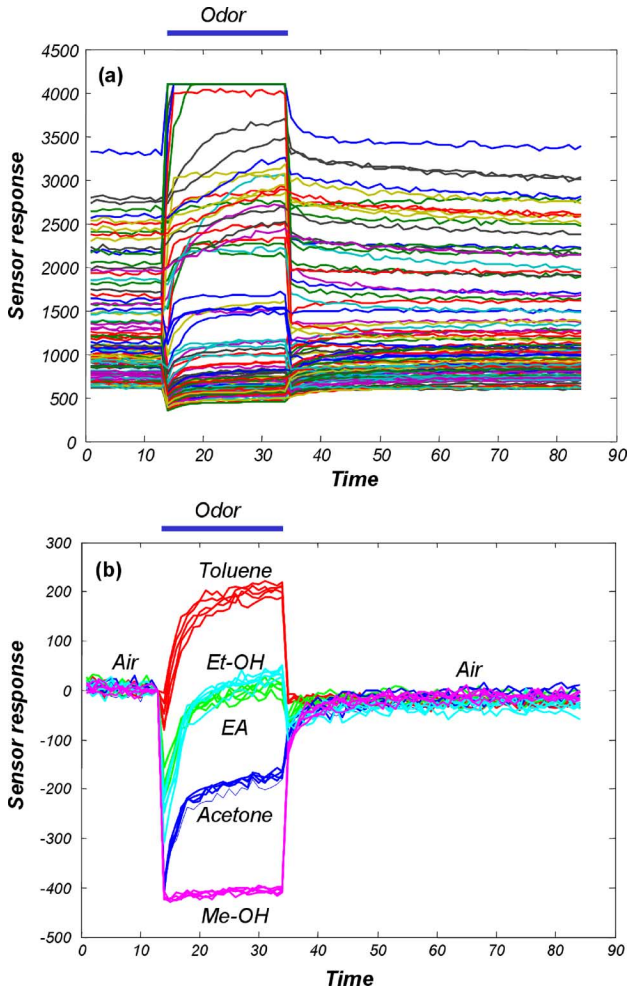 Odor
(a)
4500
4000
3500
3000
2500
2000
1500
1000
500
0
Sensor response
0 10 20 30 40 50 60 70 80 90
Time
Odor
(b)
300
200
100
0
-100
-200
-300
-400
-500
Sensor response
Toluene
Air
Et-OH
Air
EA
Acetone
Me-OH
0 10 20 30 40 50 60 70 80 90
Time